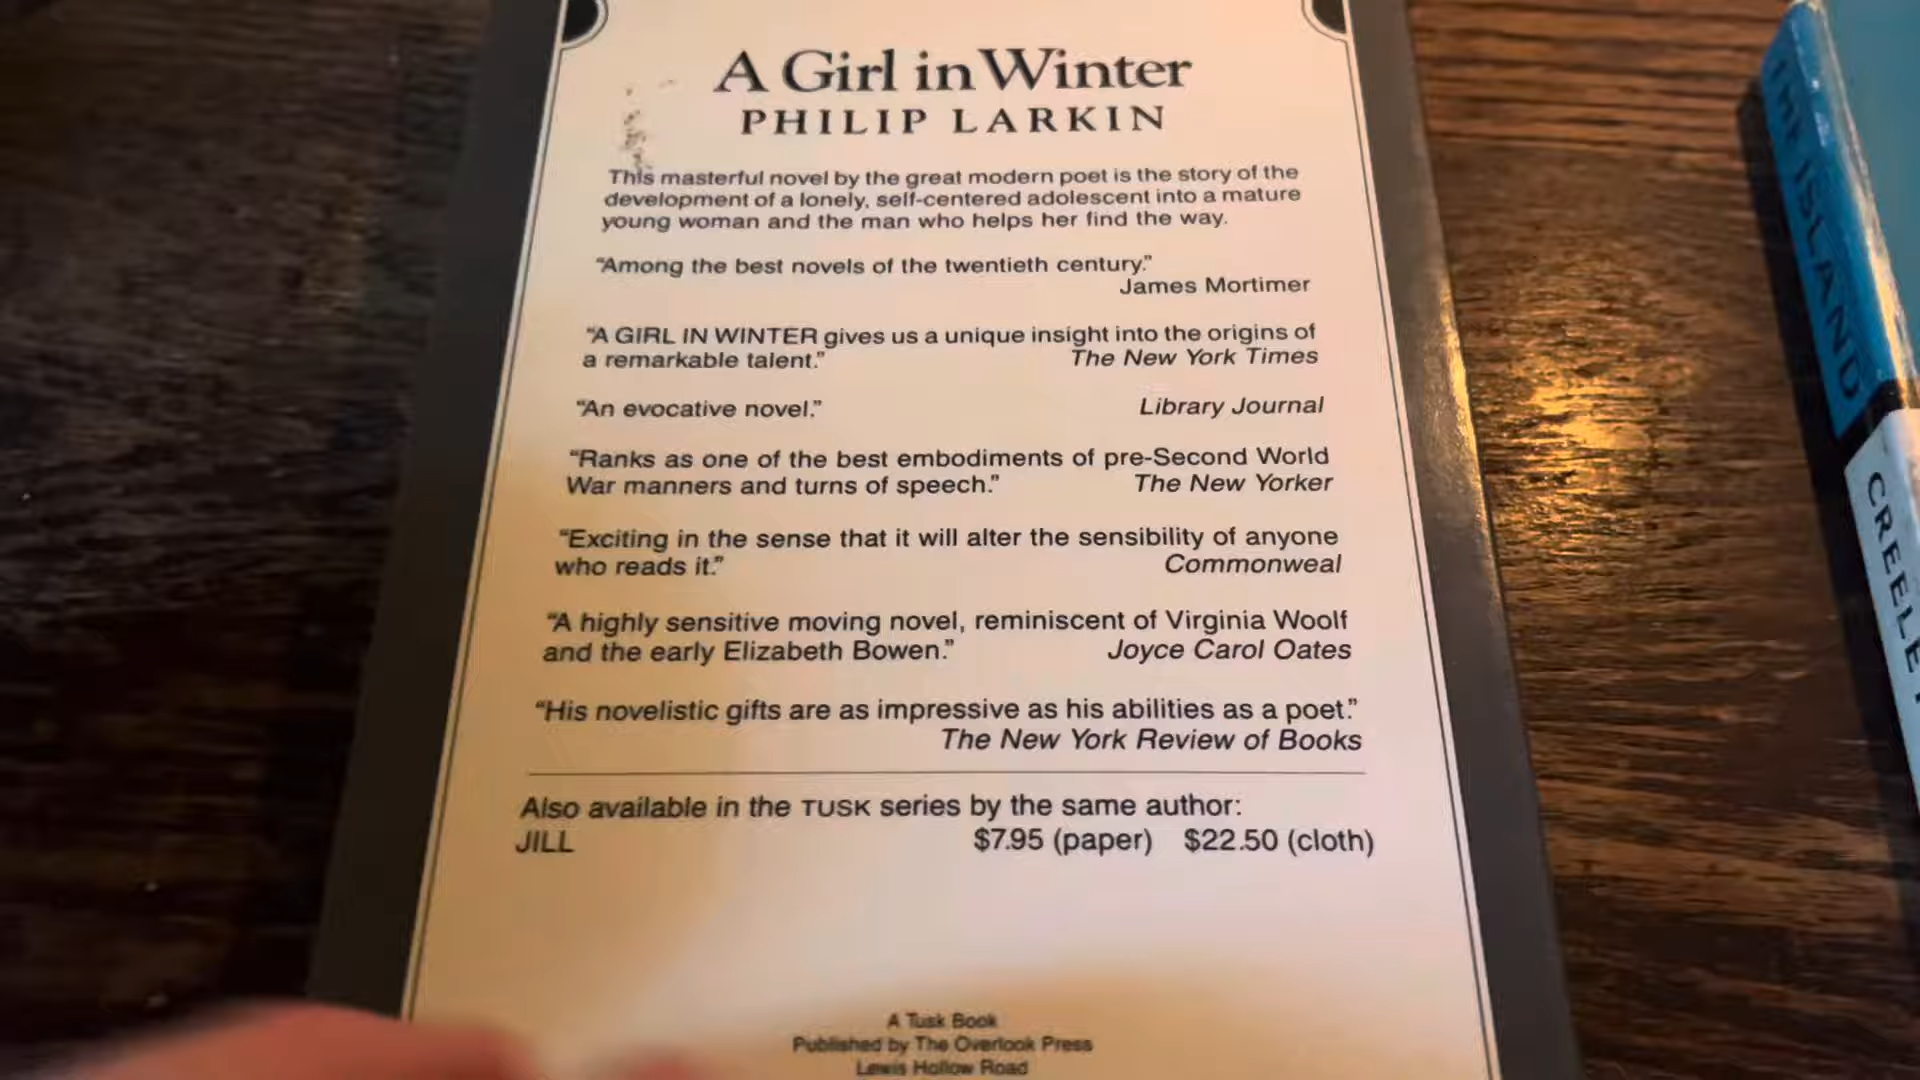 A Girl in Winter
PHILIP LARKIN
This masterful novel by the great modern poet is the story of the
development of a lonely, self-centered adolescent into a mature
young woman and the man who helps her find the way.
“Among the best novels of the twentieth century.”
James Mortimer
“A GIRL IN WINTER gives us a unique insight into the origins of
a remarkable talent.” The New York Times
“An evocative novel.” Library Journal
“Ranks as one of the best embodiments of pre-Second World
War manners and turns of speech.” The New Yorker
“Exciting in the sense that it will alter the sensibility of anyone
who reads it.” Commonweal
“A highly sensitive moving novel, reminiscent of Virginia Woolf
and the early Elizabeth Bowen.” Joyce Carol Oates
“His novelistic gifts are as impressive as his abilities as a poet.”
The New York Review of Books
Also available in the TUSK series by the same author:
JILL $7.95 (paper) $22.50 (cloth)
A Tusk Book
Published by The Overlook Press
Lewis Hollow Road
THE ISLAND